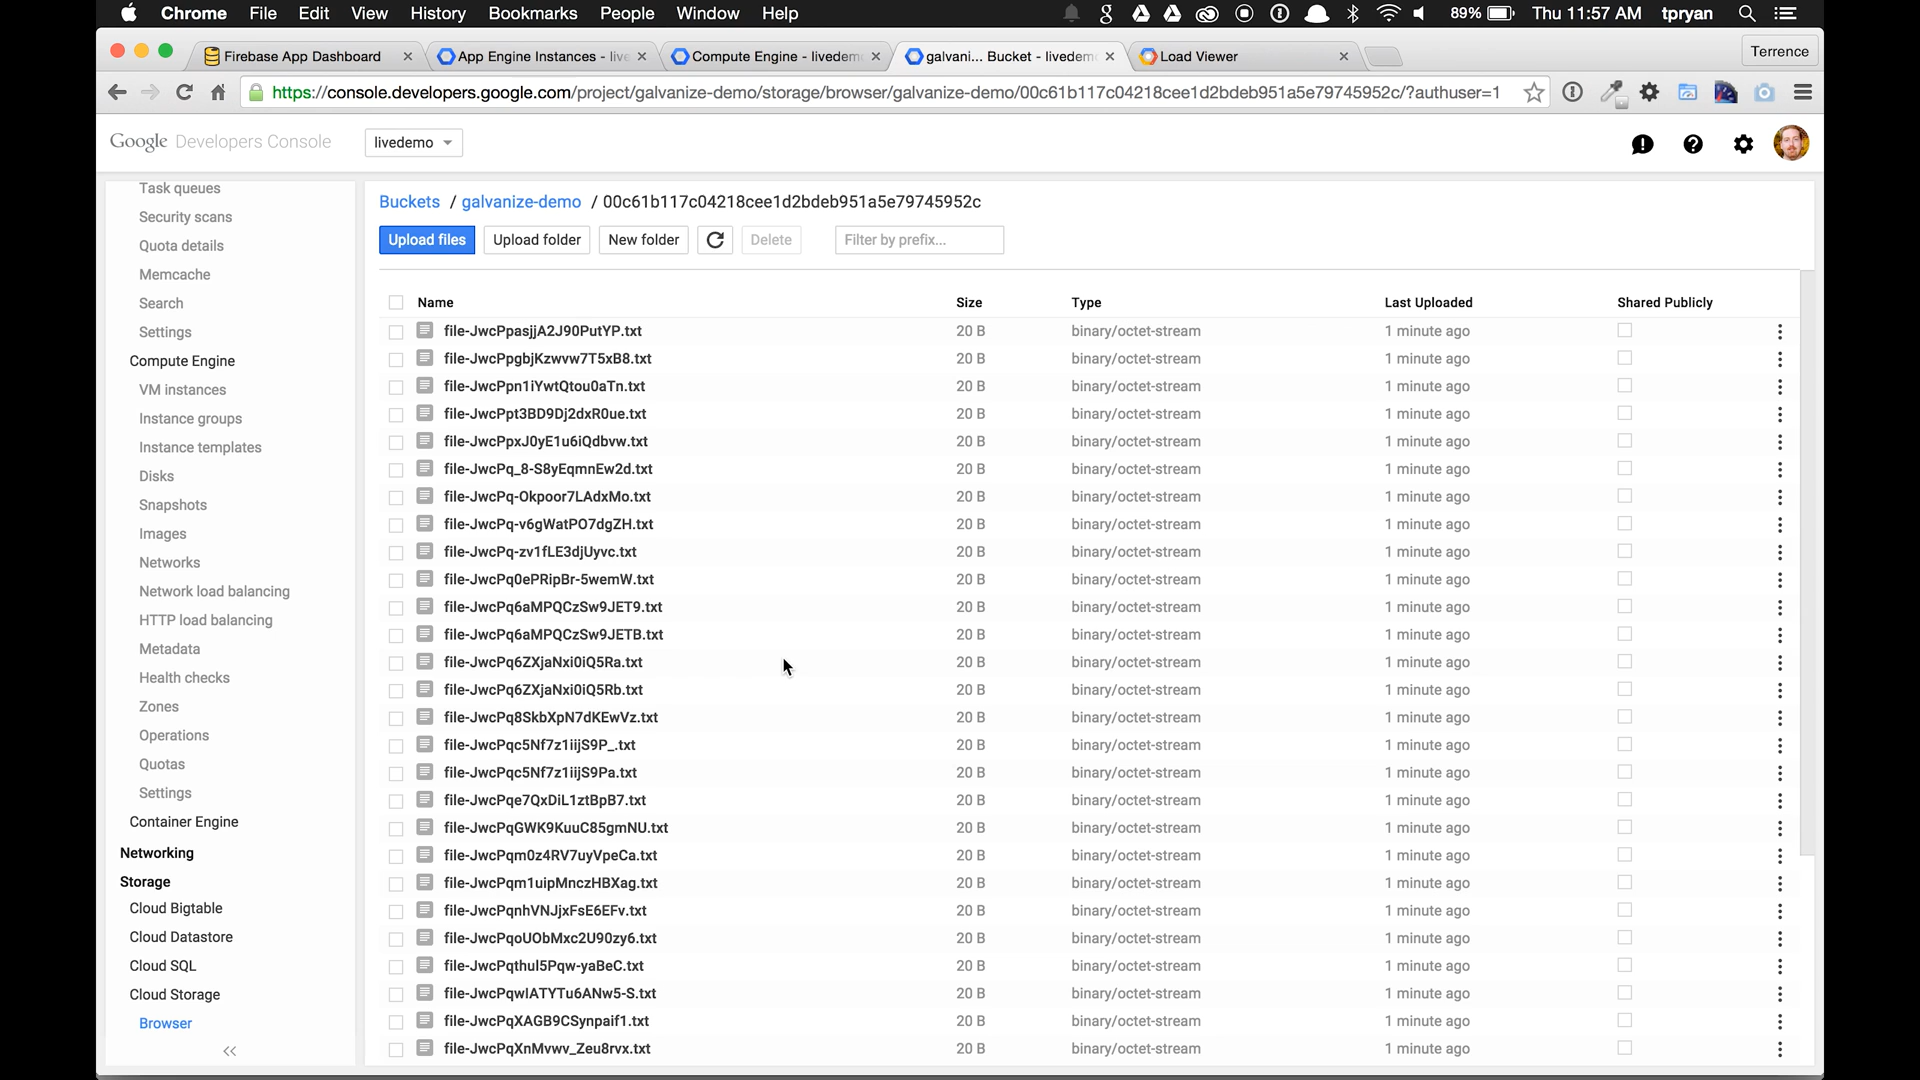 Chrome File Edit View History Bookmarks People Window Help 89% Thu 11:57 AM tpryan
Firebase App Dashboard App Engine Instances - live Compute Engine - livedem galvani... Bucket - livedem Load Viewer Terrence
https://console.developers.google.com/project/galvanize-demo/storage/browser/galvanize-demo/00c61b117c04218cee1d2bdeb951a5e79745952c/?authuser=1
Google Developers Console livedemo
Task queues
Security scans
Quota details
Memcache
Search
Settings
Compute Engine
VM instances
Instance groups
Instance templates
Disks
Snapshots
Images
Networks
Network load balancing
HTTP load balancing
Metadata
Health checks
Zones
Operations
Quotas
Settings
Container Engine
Networking
Storage
Cloud Bigtable
Cloud Datastore
Cloud SQL
Cloud Storage
Browser
Buckets / galvanize-demo / 00c61b117c04218cee1d2bdeb951a5e79745952c
Upload files Upload folder New folder Delete Filter by prefix...
Name Size Type Last Uploaded Shared Publicly
file-JwcPpasjjA2J90PutYP.txt 20 B binary/octet-stream 1 minute ago
file-JwcPpgbjKzwvw7T5xB8.txt 20 B binary/octet-stream 1 minute ago
file-JwcPpn1iYwtQtou0aTn.txt 20 B binary/octet-stream 1 minute ago
file-JwcPpt3BD9Dj2dxR0ue.txt 20 B binary/octet-stream 1 minute ago
file-JwcPpxJ0yE1u6iQdbvw.txt 20 B binary/octet-stream 1 minute ago
file-JwcPq_8-S8yEqmnEw2d.txt 20 B binary/octet-stream 1 minute ago
file-JwcPq-Okpoor7LAdxMo.txt 20 B binary/octet-stream 1 minute ago
file-JwcPq-v6gWatPO7dgZH.txt 20 B binary/octet-stream 1 minute ago
file-JwcPq-zv1fLE3djUyvc.txt 20 B binary/octet-stream 1 minute ago
file-JwcPq0ePRipBr-5wemW.txt 20 B binary/octet-stream 1 minute ago
file-JwcPq6aMPQCzSw9JET9.txt 20 B binary/octet-stream 1 minute ago
file-JwcPq6aMPQCzSw9JETB.txt 20 B binary/octet-stream 1 minute ago
file-JwcPq6ZXjaNxi0iQ5Ra.txt 20 B binary/octet-stream 1 minute ago
file-JwcPq6ZXjaNxi0iQ5Rb.txt 20 B binary/octet-stream 1 minute ago
file-JwcPq8SkbXpN7dKEwVz.txt 20 B binary/octet-stream 1 minute ago
file-JwcPqc5Nf7z1iijS9P_.txt 20 B binary/octet-stream 1 minute ago
file-JwcPqc5Nf7z1iijS9Pa.txt 20 B binary/octet-stream 1 minute ago
file-JwcPqe7QxDiL1ztBpB7.txt 20 B binary/octet-stream 1 minute ago
file-JwcPqGWK9KuuC85gmNU.txt 20 B binary/octet-stream 1 minute ago
file-JwcPqm0z4RV7uyVpeCa.txt 20 B binary/octet-stream 1 minute ago
file-JwcPqm1uipMnczHBXag.txt 20 B binary/octet-stream 1 minute ago
file-JwcPqnhVNJjxFsE6EFv.txt 20 B binary/octet-stream 1 minute ago
file-JwcPqoUObMxc2U90zy6.txt 20 B binary/octet-stream 1 minute ago
file-JwcPqthul5Pqw-yaBeC.txt 20 B binary/octet-stream 1 minute ago
file-JwcPqwlATYTu6ANw5-S.txt 20 B binary/octet-stream 1 minute ago
file-JwcPqXAGB9CSynpaif1.txt 20 B binary/octet-stream 1 minute ago
file-JwcPqXnMvwv_Zeu8rvx.txt 20 B binary/octet-stream 1 minute ago